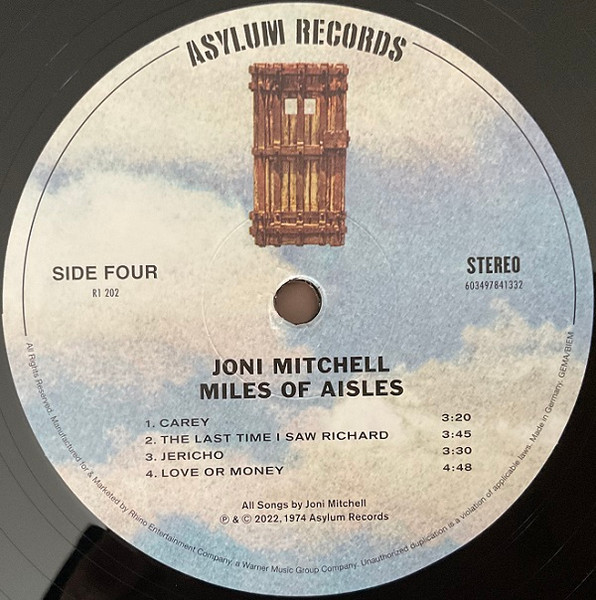 ASYLUM RECORDS
SIDE FOUR
R1 202
STEREO
603497841332
JONI MITCHELL
MILES OF AISLES
1. CAREY 3:20
2. THE LAST TIME I SAW RICHARD 3:45
3. JERICHO 3:30
4. LOVE OR MONEY 4:48
All Songs by Joni Mitchell
℗ & © 2022, 1974 Asylum Records
All Rights Reserved. Manufactured for & Marketed by Rhino Entertainment Company, a Warner Music Group Company. Unauthorized duplication is a violation of applicable laws. Made in Germany. GEMA/BIEM